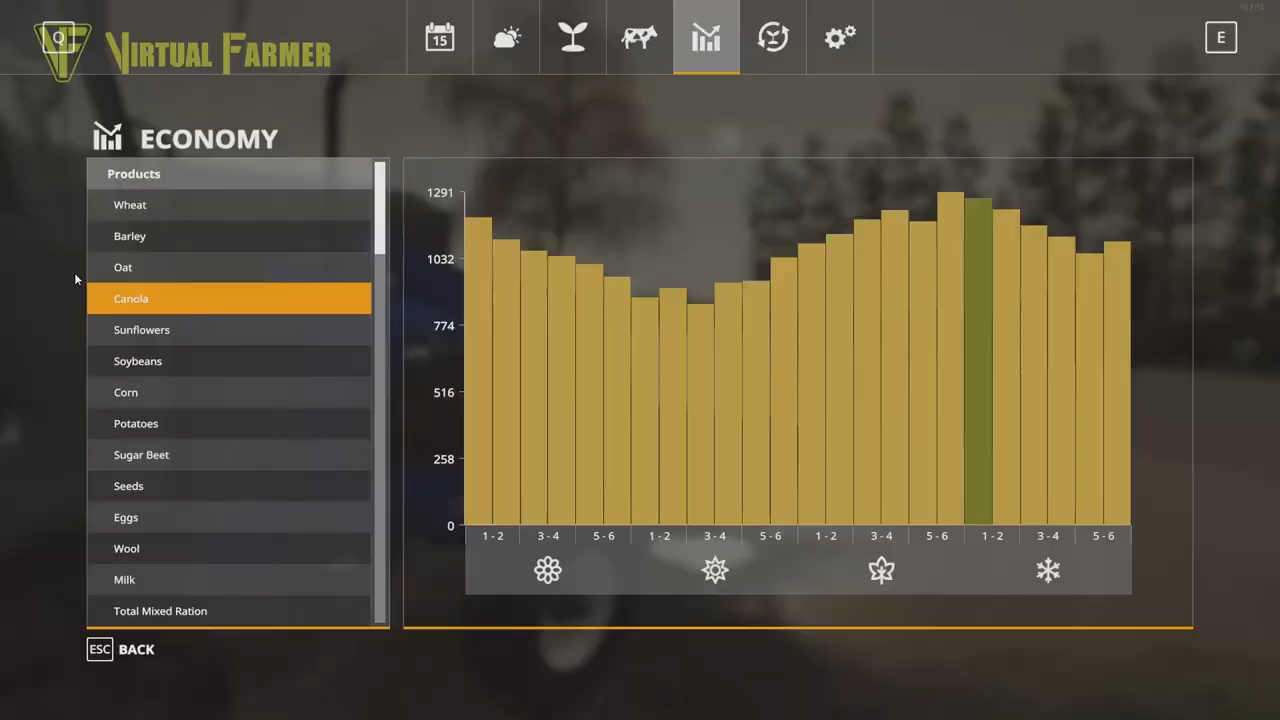 50 FPS
Q
VIRTUAL FARMER
15
E
ECONOMY
Products
Wheat
Barley
Oat
Canola
Sunflowers
Soybeans
Corn
Potatoes
Sugar Beet
Seeds
Eggs
Wool
Milk
Total Mixed Ration
1291
1032
774
516
258
0
1 - 2 3 - 4 5 - 6 1 - 2 3 - 4 5 - 6 1 - 2 3 - 4 5 - 6 1 - 2 3 - 4 5 - 6
ESC BACK